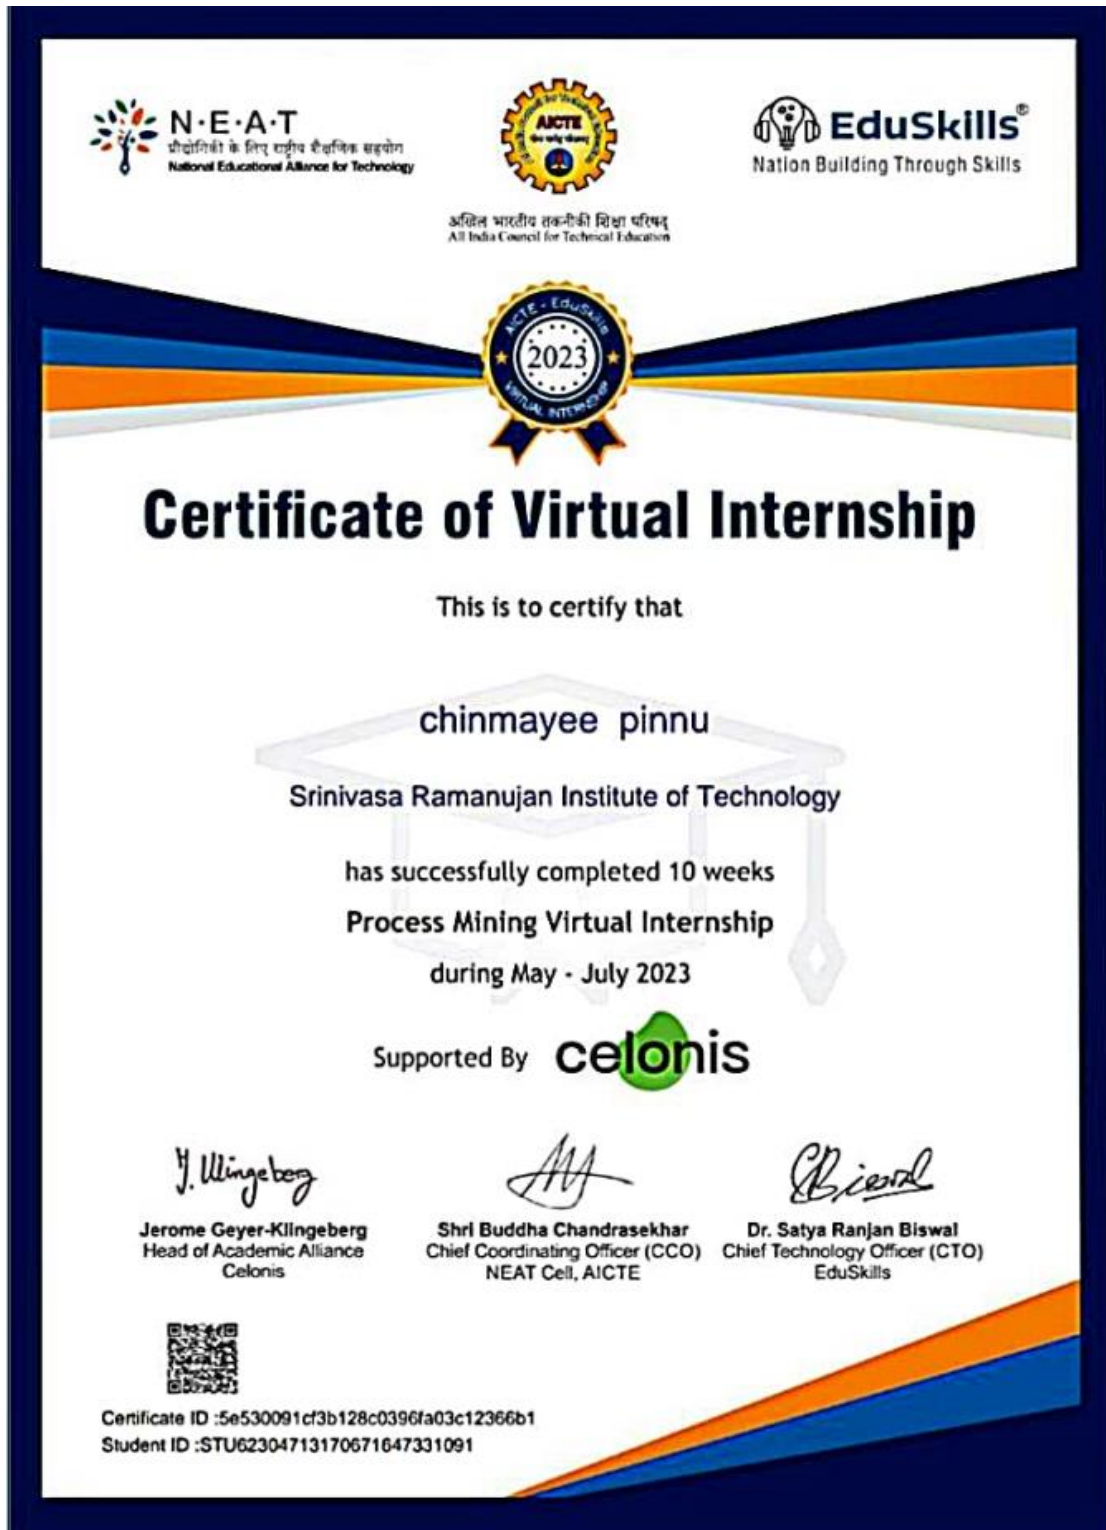 N·E·A·T
प्रौद्योगिकी के लिए राष्ट्रीय शैक्षणिक सहयोग
National Educational Alliance for Technology
AICTE
अखिल भारतीय तकनीकी शिक्षा परिषद्
All India Council for Technical Education
EduSkills®
Nation Building Through Skills
AICTE - EduSkills
2023
VIRTUAL INTERNSHIP
Certificate of Virtual Internship
This is to certify that
chinmayee pinnu
Srinivasa Ramanujan Institute of Technology
has successfully completed 10 weeks
Process Mining Virtual Internship
during May - July 2023
Supported By celonis
Jerome Geyer-Klingeberg
Head of Academic Alliance
Celonis
Shri Buddha Chandrasekhar
Chief Coordinating Officer (CCO)
NEAT Cell, AICTE
Dr. Satya Ranjan Biswal
Chief Technology Officer (CTO)
EduSkills
Certificate ID :5e530091cf3b128c0396fa03c12366b1
Student ID :STU62304713170671647331091